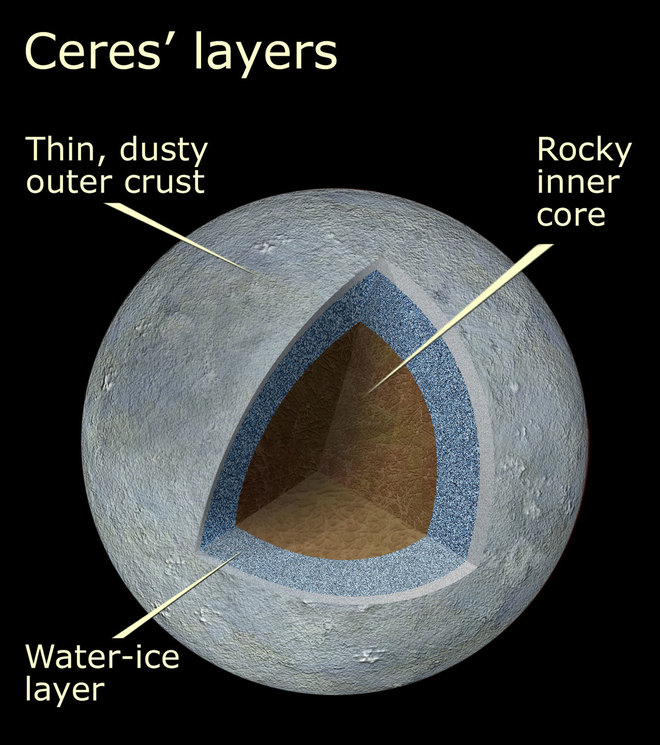 Ceres’ layers
Thin, dusty
outer crust
Rocky
inner
core
Water-ice
layer